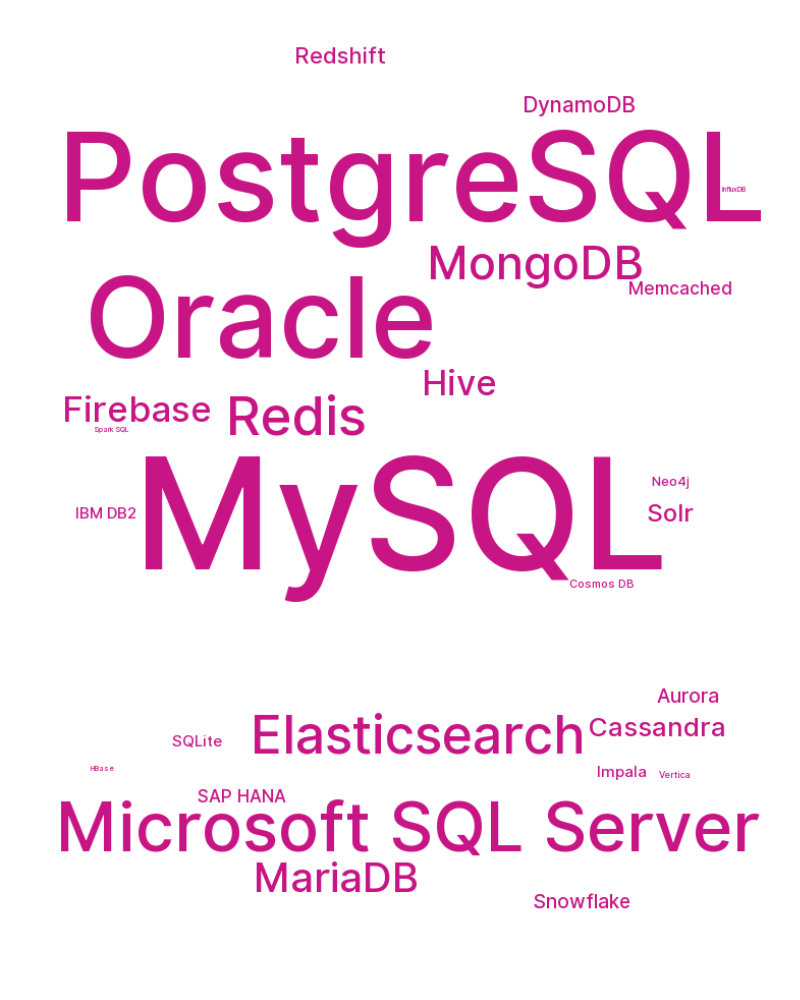 Redshift
DynamoDB
PostgreSQL
InfluxDB
MongoDB
Memcached
Oracle
Hive
Firebase
Redis
Spark SQL
MySQL
Neo4j
IBM DB2
Solr
Cosmos DB
Aurora
Cassandra
Elasticsearch
SQLite
HBase
Impala
Vertica
SAP HANA
Microsoft SQL Server
MariaDB
Snowflake